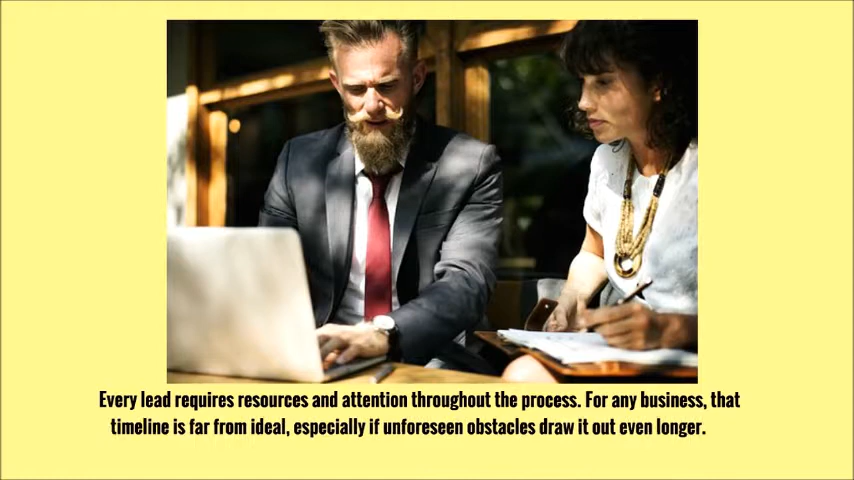 Every lead requires resources and attention throughout the process. For any business, that
timeline is far from ideal, especially if unforeseen obstacles draw it out even longer.